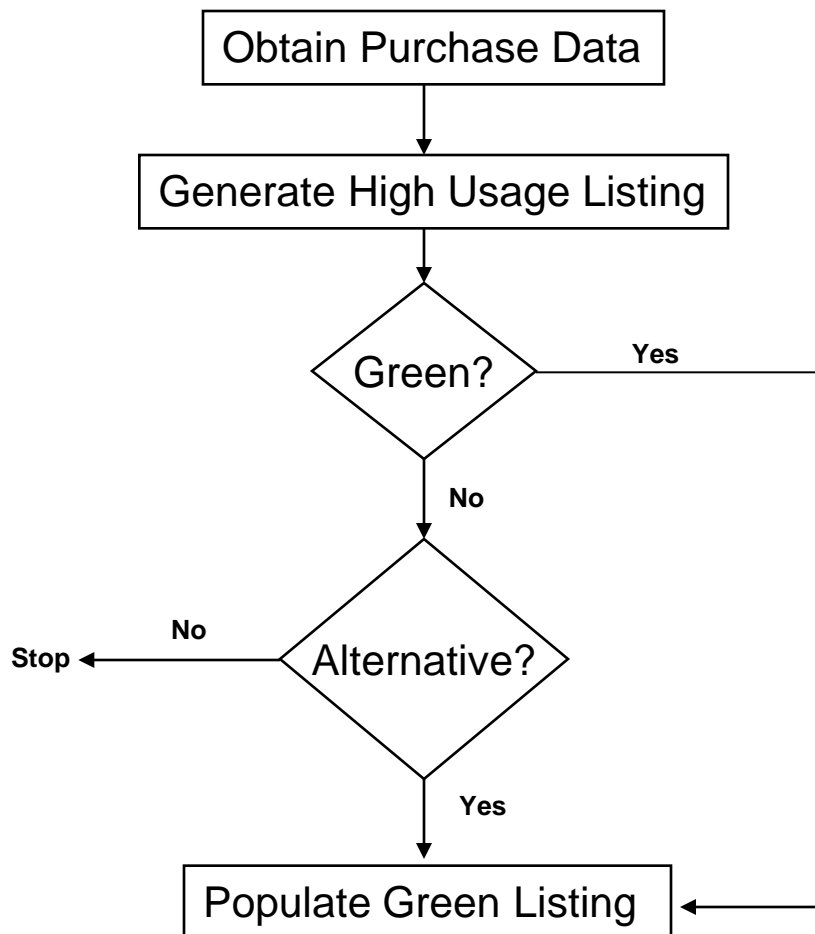 Obtain Purchase Data
Generate High Usage Listing
Green?
Yes
No
Alternative?
No
Stop
Yes
Populate Green Listing